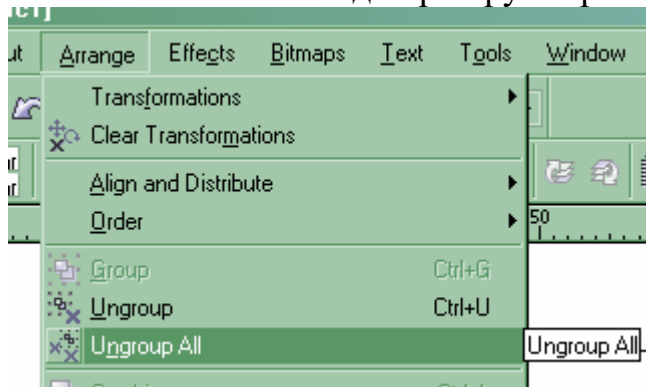 ut Arrange Effects Bitmaps Text Tools Window
Transformations
Clear Transformations
Align and Distribute
Order
50
Group Ctrl+G
Ungroup Ctrl+U
Ungroup All
Ungroup All